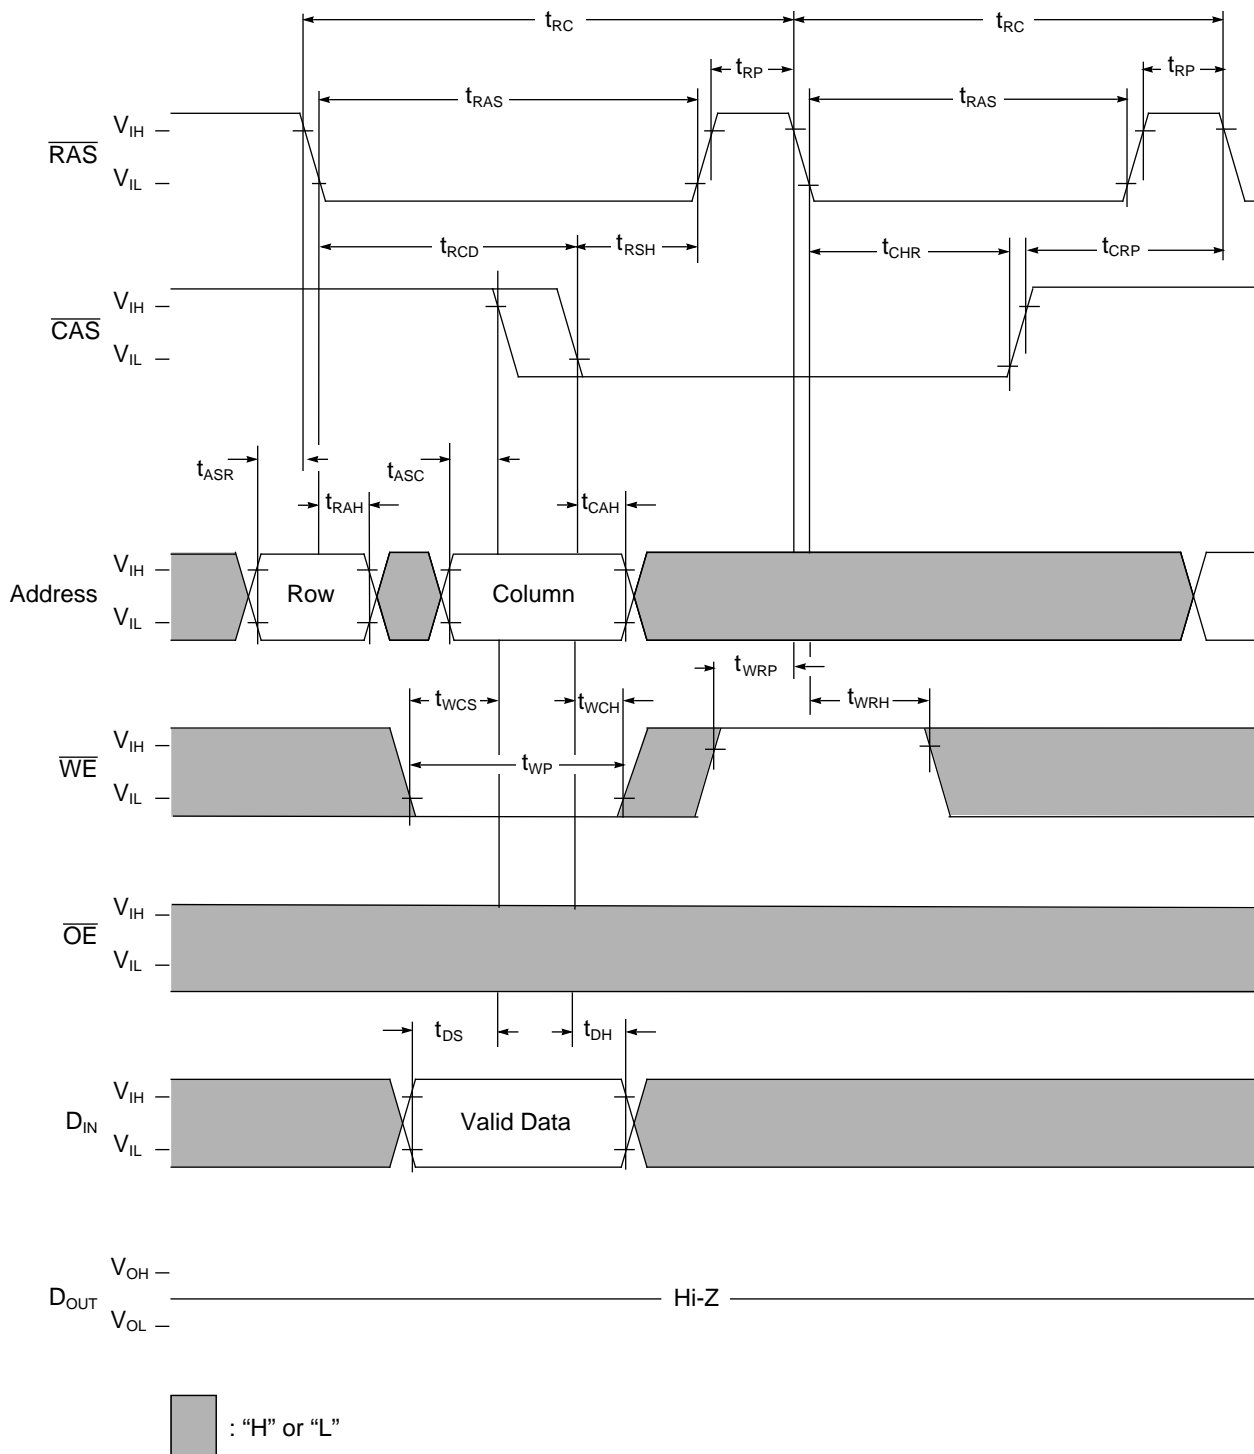 tRC tRC
tRP tRP
tRAS tRAS
RAS VIH
VIL
tRCD tRSH tCHR tCRP
CAS VIH
VIL
tASR tASC
tRAH tCAH
Address VIH
VIL
Row Column
tWRP
tWCS tWCH tWRH
WE VIH
VIL
tWP
OE VIH
VIL
tDS tDH
DIN VIH
VIL
Valid Data
DOUT VOH
VOL
Hi-Z
: “H” or “L”